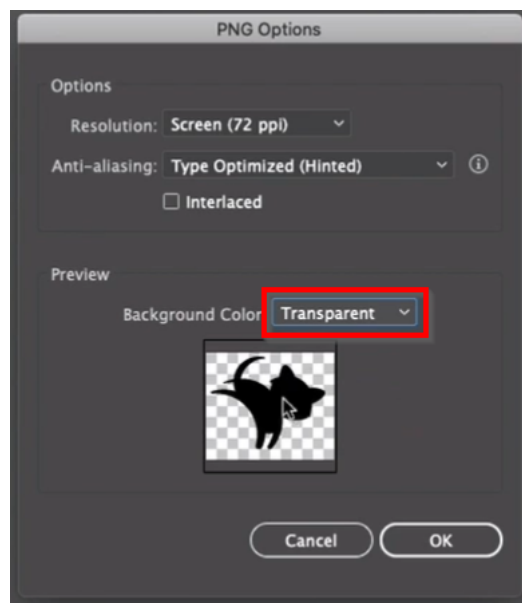 PNG Options
Options
Resolution: Screen (72 ppi)
Anti-aliasing: Type Optimized (Hinted)
Interlaced
Preview
Background Color Transparent
Cancel OK